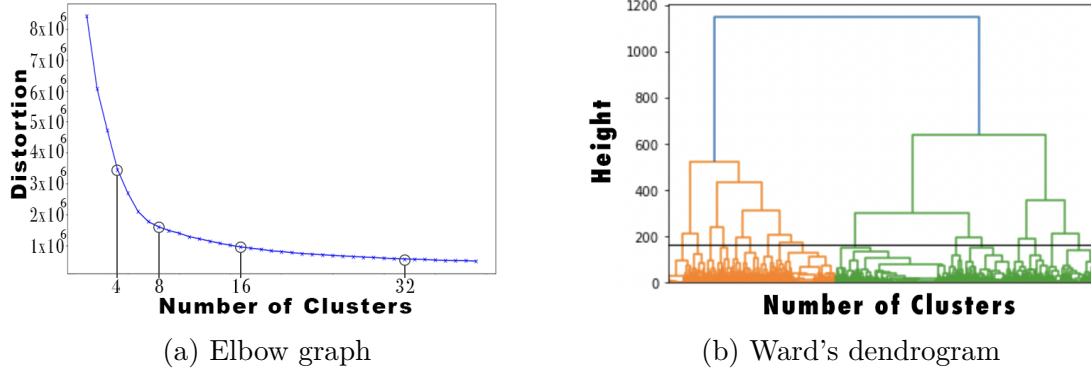 8x10^6
7x10^6
6x10^6
5x10^6
4x10^6
3x10^6
2x10^6
1x10^6
Distortion
4 8 16 32
Number of Clusters
(a) Elbow graph
1200
1000
800
600
400
200
0
Height
Number of Clusters
(b) Ward's dendrogram